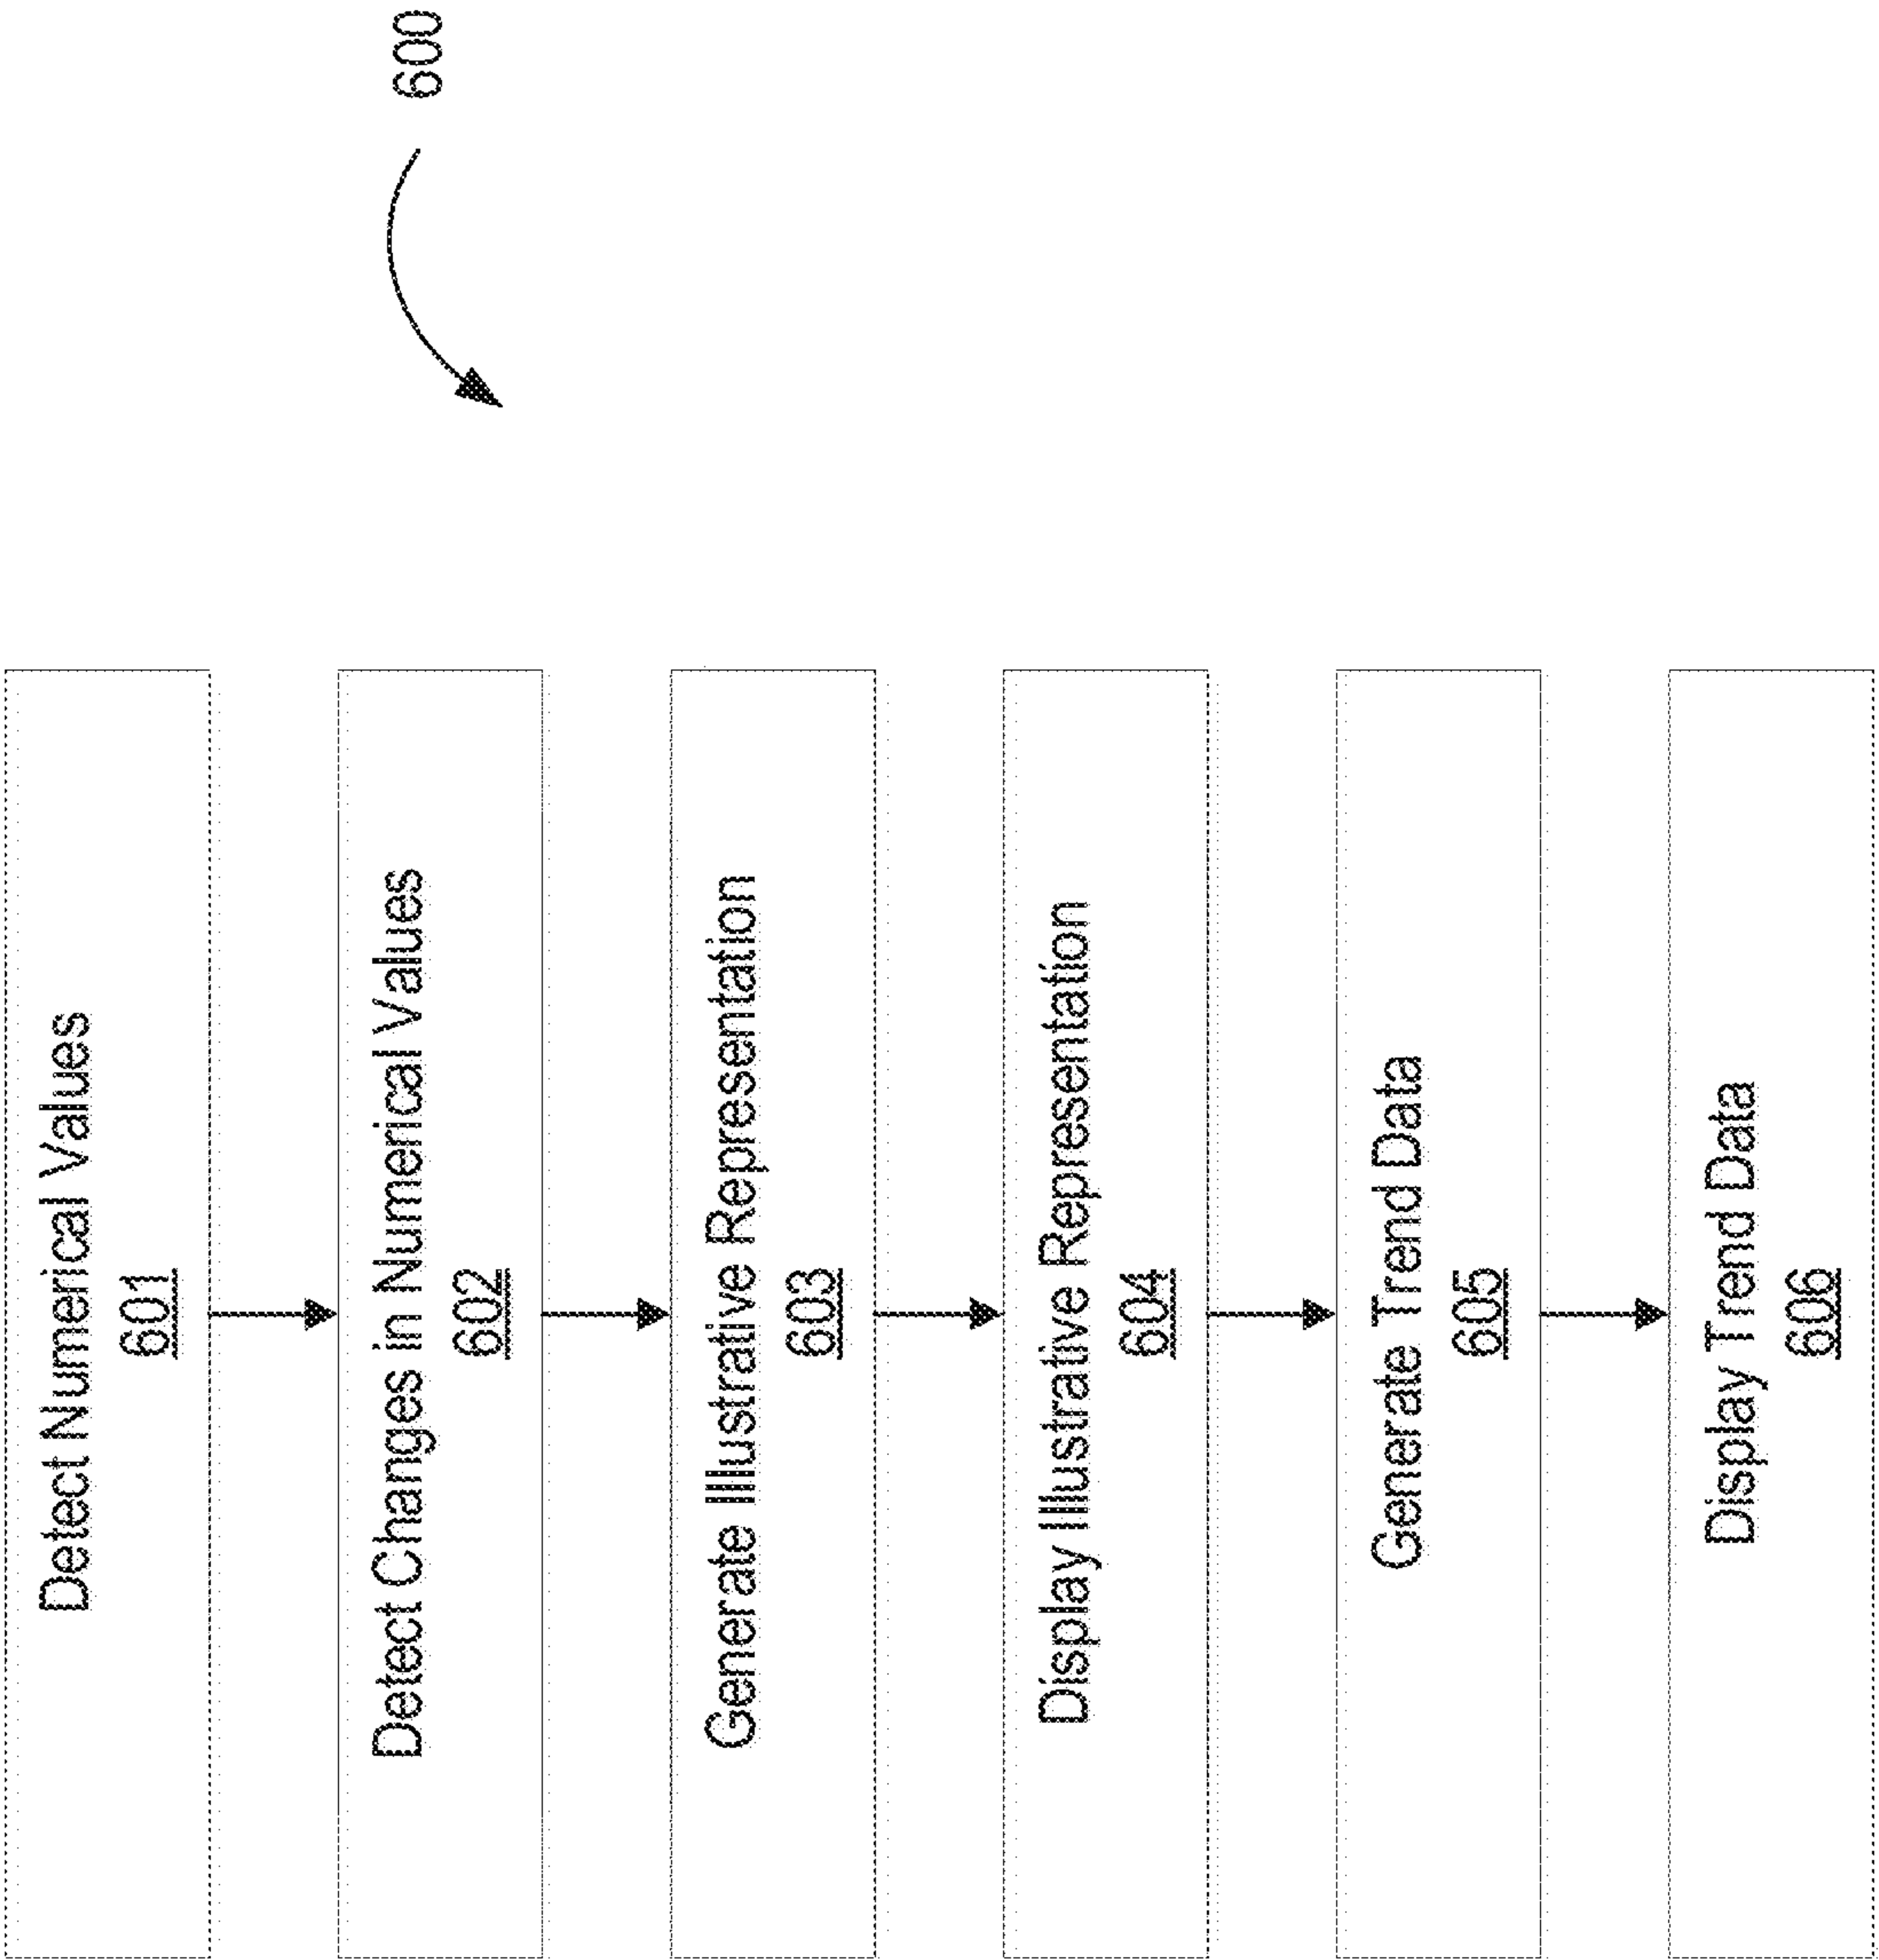 600
Detect Numerical Values
601
Detect Changes in Numerical Values
602
Generate Illustrative Representation
603
Display Illustrative Representation
604
Generate Trend Data
605
Display Trend Data
606